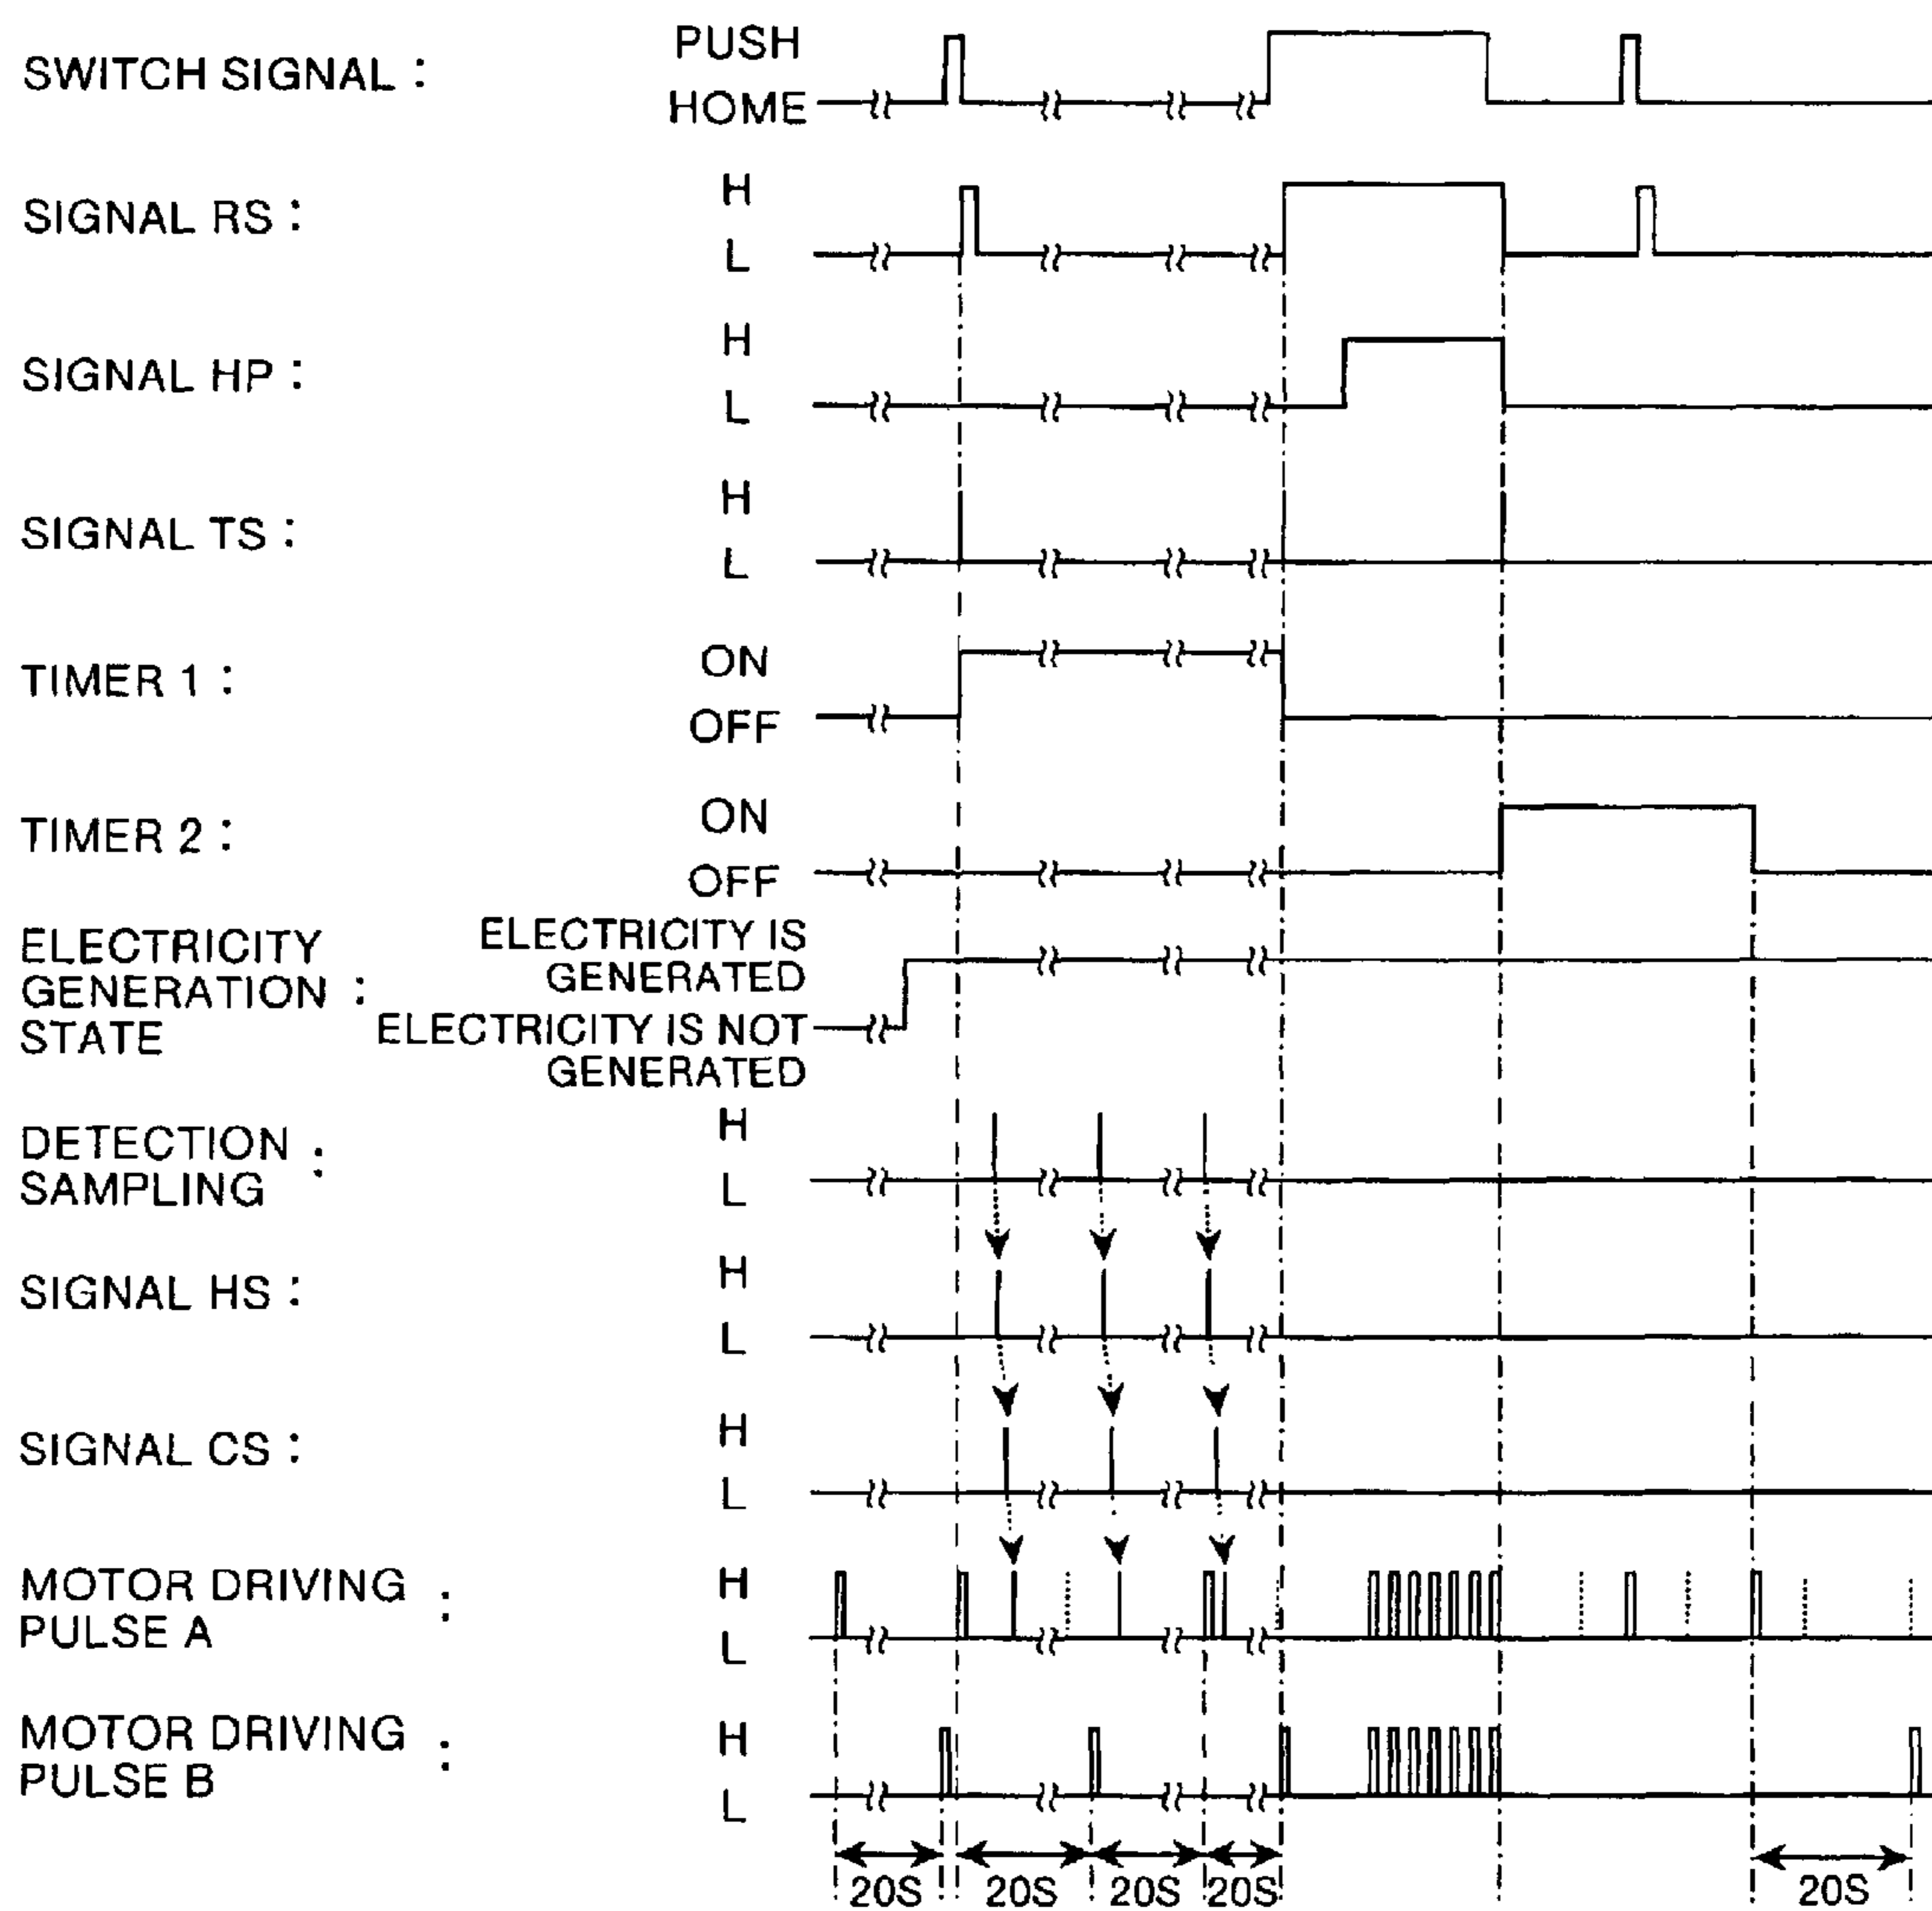 SWITCH SIGNAL :
PUSH
HOME
SIGNAL RS :
H
L
SIGNAL HP :
H
L
SIGNAL TS :
H
L
TIMER 1 :
ON
OFF
TIMER 2 :
ON
OFF
ELECTRICITY
GENERATION :
STATE
ELECTRICITY IS
GENERATED
ELECTRICITY IS NOT
GENERATED
DETECTION :
SAMPLING
H
L
SIGNAL HS :
H
L
SIGNAL CS :
H
L
MOTOR DRIVING :
PULSE A
H
L
MOTOR DRIVING :
PULSE B
H
L
20S 20S 20S 20S 20S